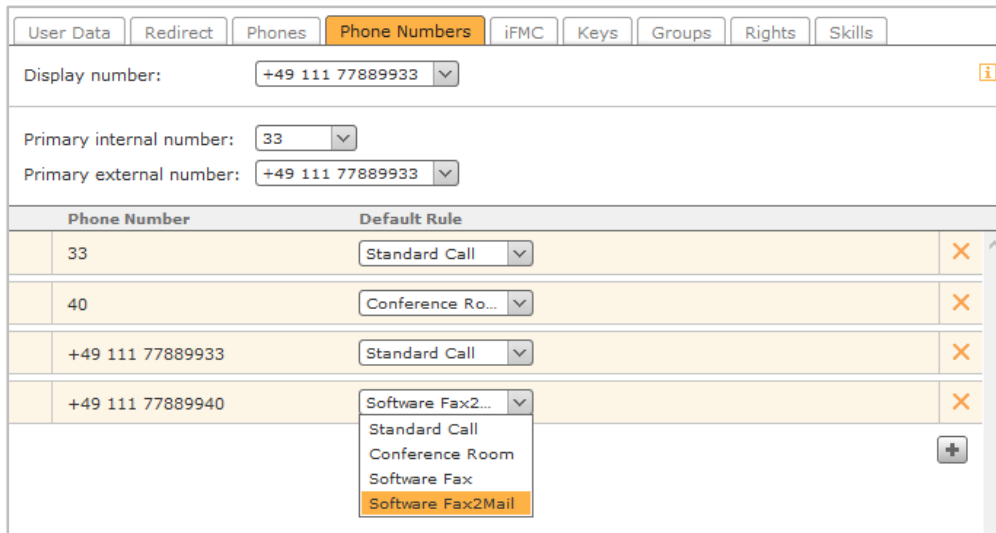 User Data Redirect Phones Phone Numbers iFMC Keys Groups Rights Skills
Display number: +49 111 77889933
Primary internal number: 33
Primary external number: +49 111 77889933
Phone Number Default Rule
33 Standard Call
40 Conference Ro...
+49 111 77889933 Standard Call
+49 111 77889940 Software Fax2...
Standard Call
Conference Room
Software Fax
Software Fax2Mail